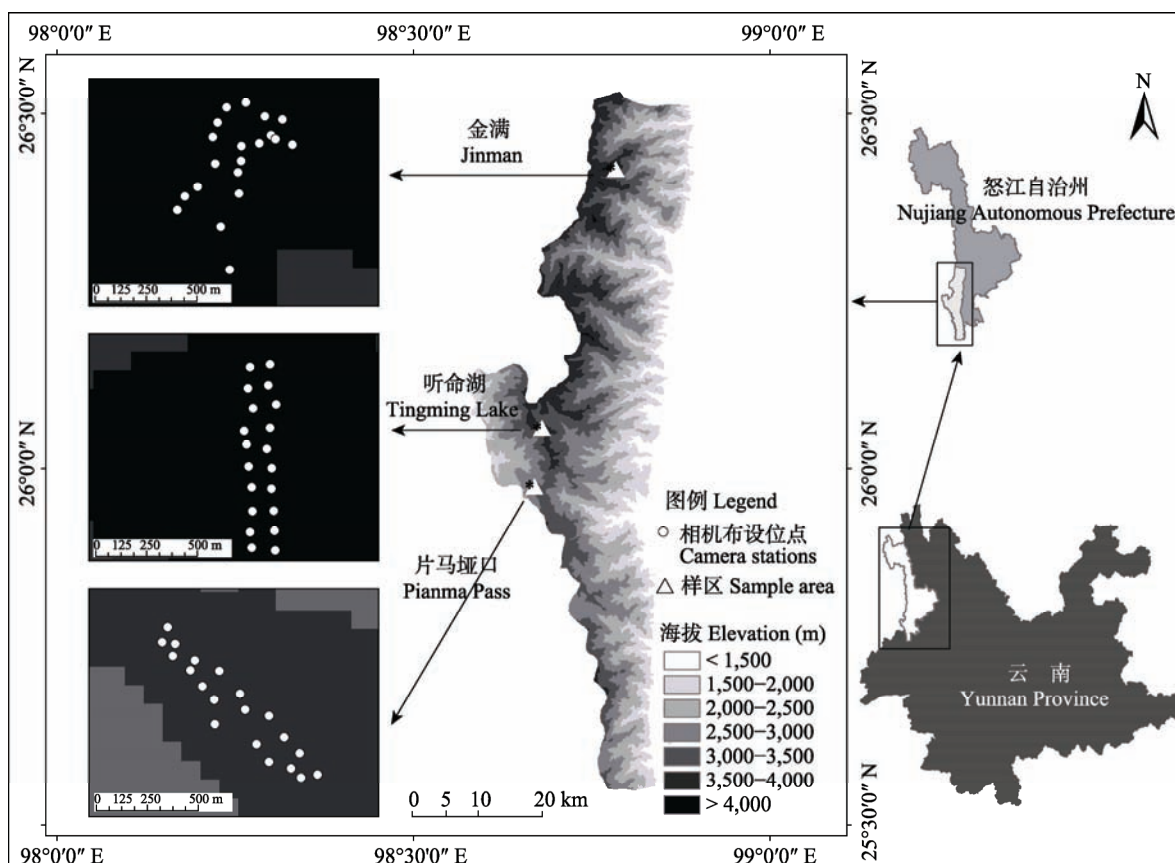 98°0′0″ E
98°30′0″ E
99°0′0″ E
26°30′0″ N
26°30′0″ N
N
金满
Jinman
怒江自治州
Nujiang Autonomous Prefecture
0 125 250 500 m
听命湖
Tingming Lake
26°0′0″ N
26°0′0″ N
0 125 250 500 m
图例 Legend
相机布设位点
Camera stations
样区 Sample area
片马垭口
Pianma Pass
海拔 Elevation (m)
< 1,500
1,500−2,000
2,000−2,500
2,500−3,000
3,000−3,500
3,500−4,000
> 4,000
云 南
Yunnan Province
0 125 250 500 m
0 5 10 20 km
25°30′0″ N
98°0′0″ E
98°30′0″ E
99°0′0″ E